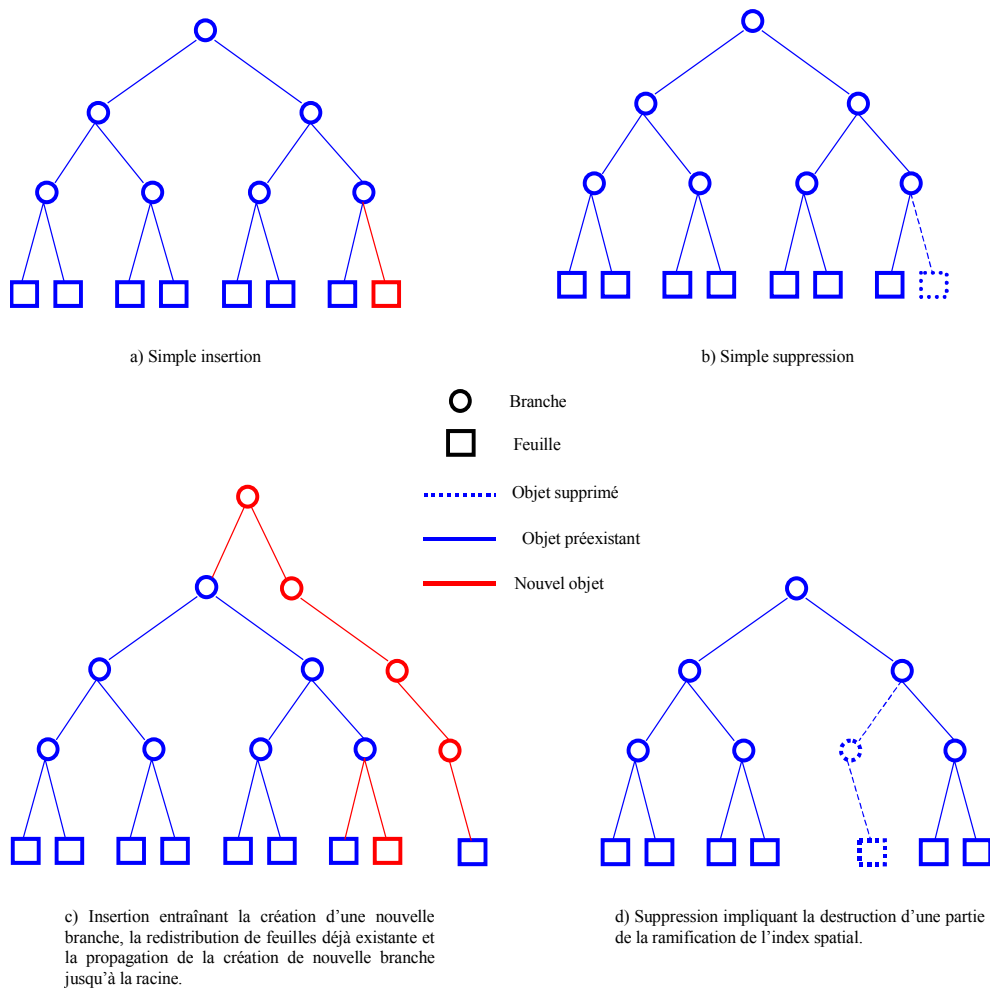 a) Simple insertion
b) Simple suppression
Branche
Feuille
Objet supprimé
Objet préexistant
Nouvel objet
c) Insertion entraînant la création d'une nouvelle
branche, la redistribution de feuilles déjà existante et
la propagation de la création de nouvelle branche
jusqu'à la racine.
d) Suppression impliquant la destruction d'une partie
de la ramification de l'index spatial.